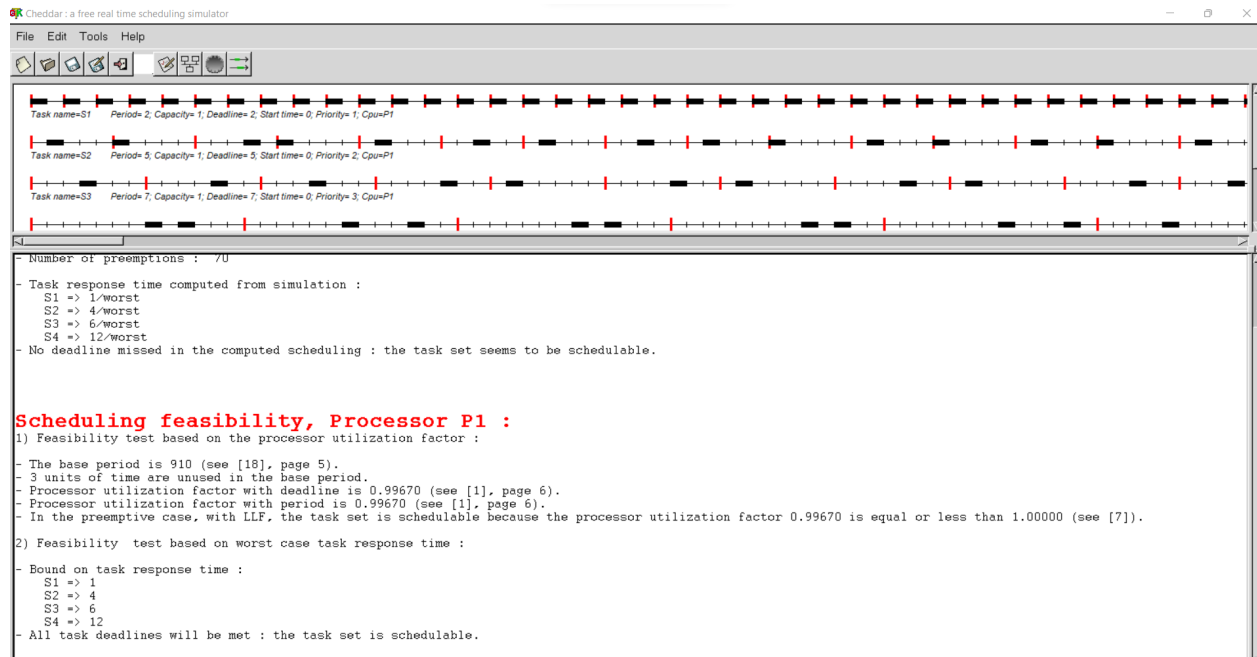 Cheddar : a free real time scheduling simulator
File Edit Tools Help
Task name=S1 Period= 2; Capacity= 1; Deadline= 2; Start time= 0; Priority= 1; Cpu=P1
Task name=S2 Period= 5; Capacity= 1; Deadline= 5; Start time= 0; Priority= 2; Cpu=P1
Task name=S3 Period= 7; Capacity= 1; Deadline= 7; Start time= 0; Priority= 3; Cpu=P1
- Number of preemptions : 70
- Task response time computed from simulation :
S1 => 1/worst
S2 => 4/worst
S3 => 6/worst
S4 => 12/worst
- No deadline missed in the computed scheduling : the task set seems to be schedulable.
Scheduling feasibility, Processor P1 :
1) Feasibility test based on the processor utilization factor :
- The base period is 910 (see [18], page 5).
- 3 units of time are unused in the base period.
- Processor utilization factor with deadline is 0.99670 (see [1], page 6).
- Processor utilization factor with period is 0.99670 (see [1], page 6).
- In the preemptive case, with LLF, the task set is schedulable because the processor utilization factor 0.99670 is equal or less than 1.00000 (see [7]).
2) Feasibility test based on worst case task response time :
- Bound on task response time :
S1 => 1
S2 => 4
S3 => 6
S4 => 12
- All task deadlines will be met : the task set is schedulable.